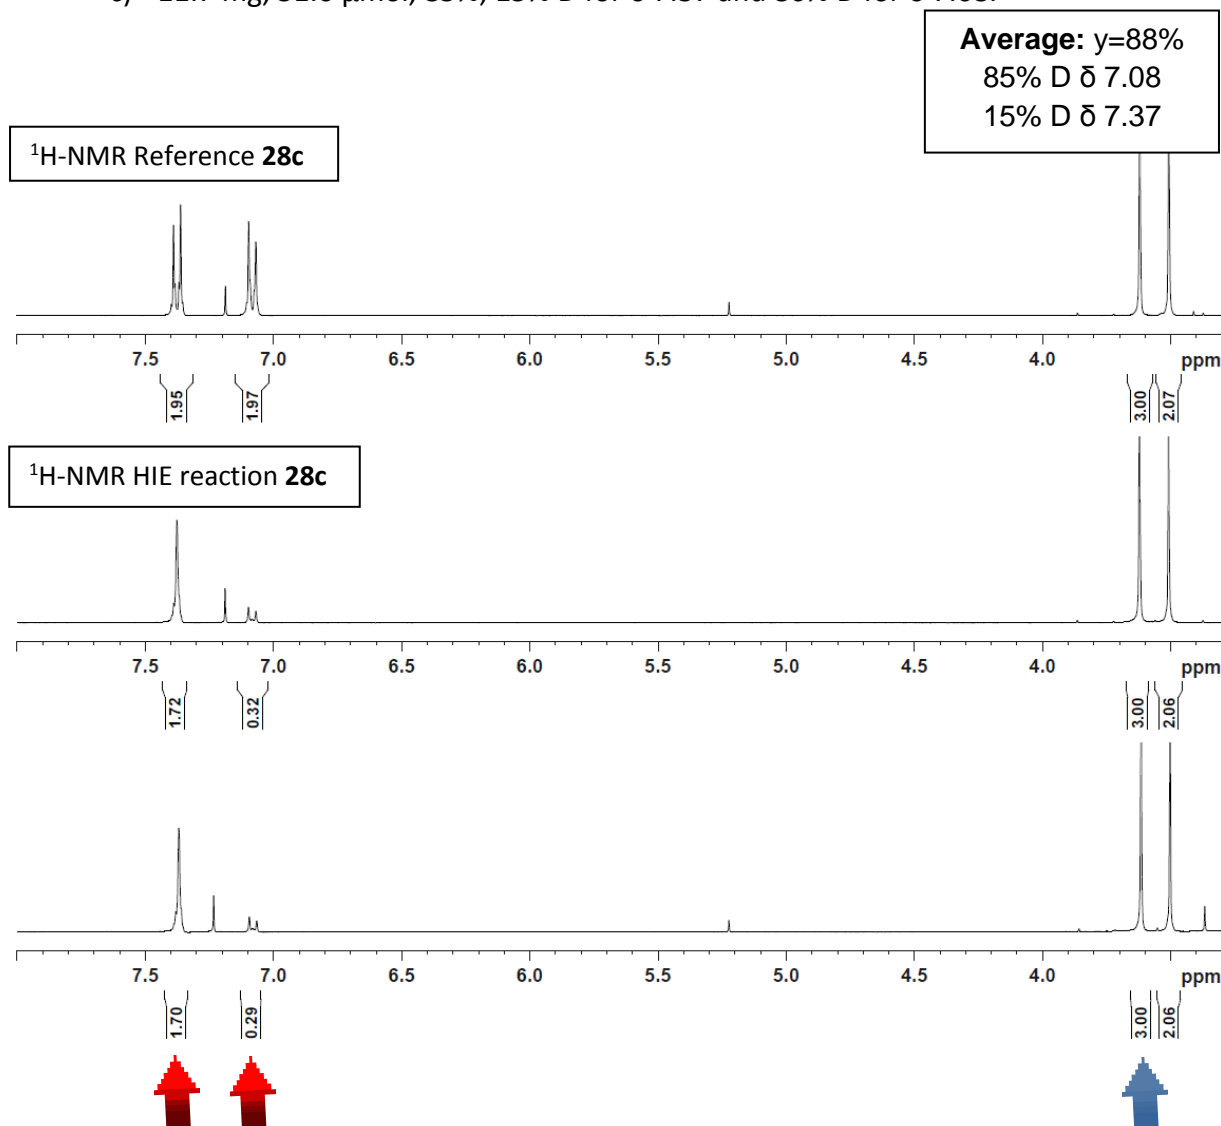 Average: y=88%
85% D δ 7.08
15% D δ 7.37
¹H-NMR Reference 28c
7.5 7.0 6.5 6.0 5.5 5.0 4.5 4.0 ppm
1.95 1.97 3.00 2.07
¹H-NMR HIE reaction 28c
7.5 7.0 6.5 6.0 5.5 5.0 4.5 4.0 ppm
1.72 0.32 3.00 2.06
7.5 7.0 6.5 6.0 5.5 5.0 4.5 4.0 ppm
1.70 0.29 3.00 2.06